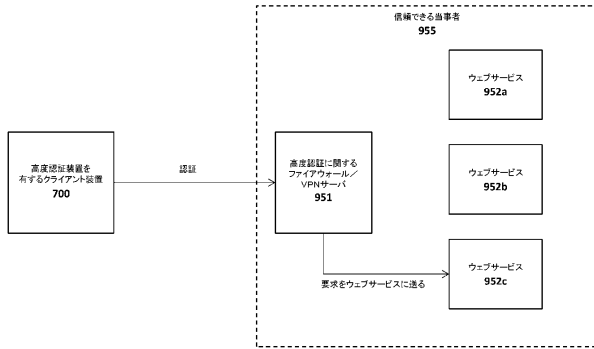 信頼できる当事者
955
ウェブサービス
952a
高度認証装置を
有するクライアント装置
700
認証
高度認証に関する
ファイアウォール／
VPNサーバ
951
ウェブサービス
952b
ウェブサービス
952c
要求をウェブサービスに送る